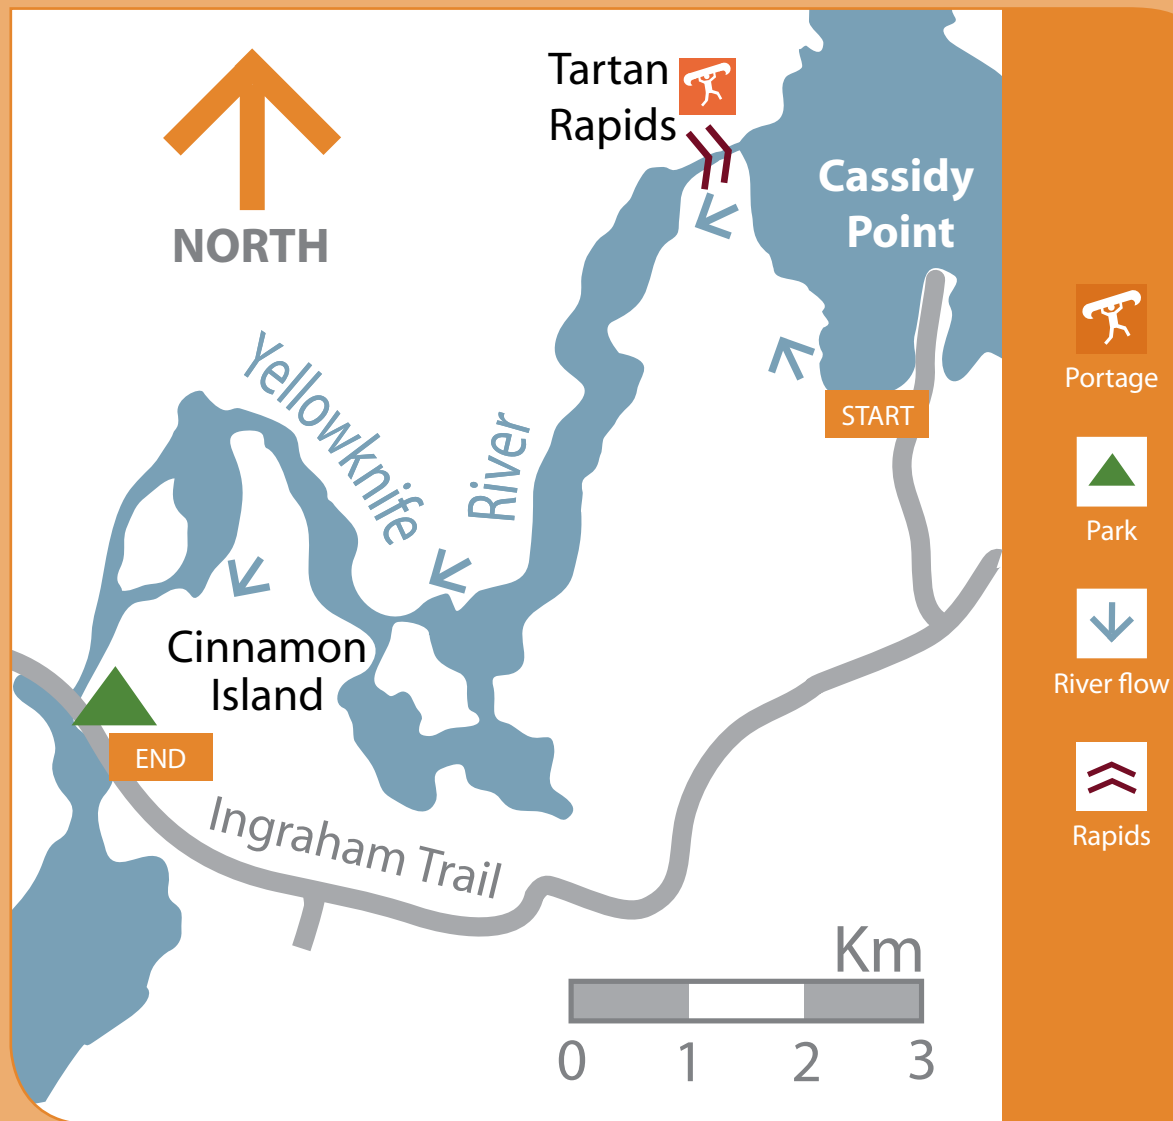 Tartan
Rapids
NORTH
Cassidy
Point
START
Yellowknife
River
Cinnamon
Island
END
Ingraham Trail
Km
0 1 2 3
Portage
Park
River flow
Rapids